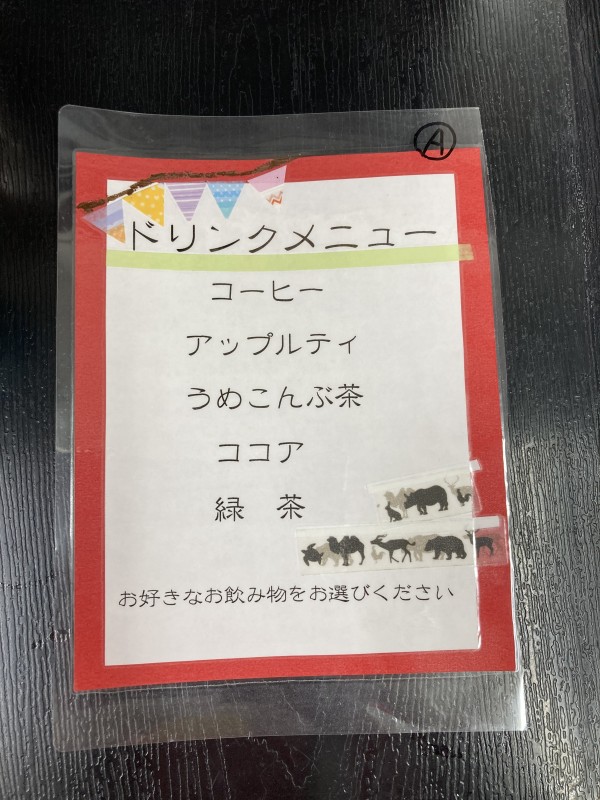 Ⓐ
ドリンクメニュー
コーヒー
アップルティ
うめこんぶ茶
ココア
緑　茶
お好きなお飲み物をお選びください